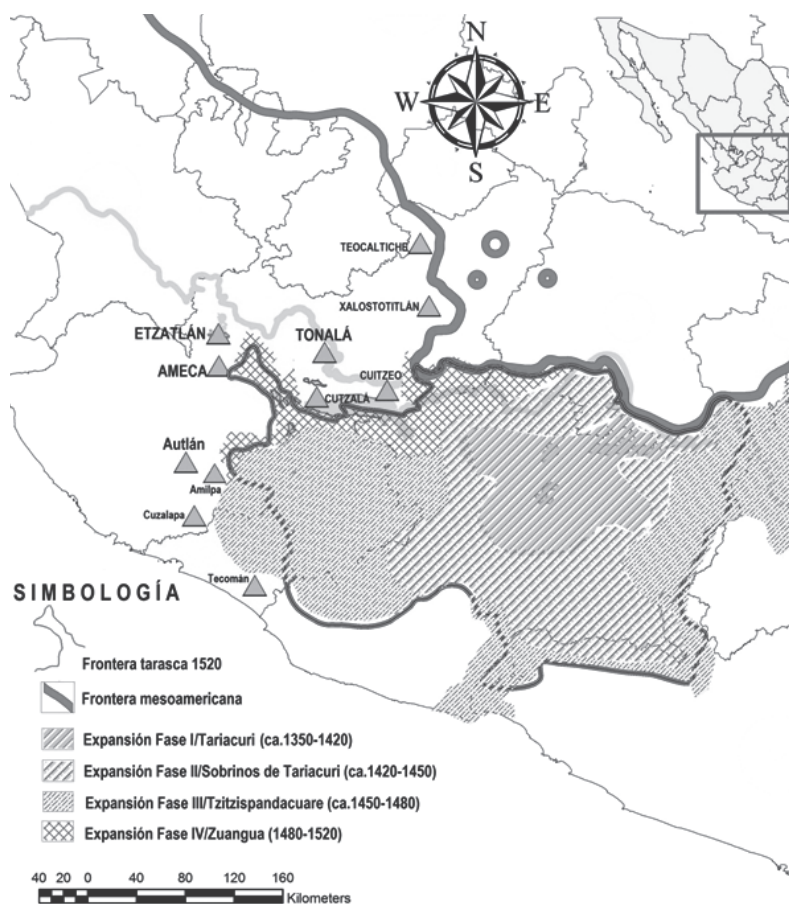 N
W E
S
TEOCALTICHE
XALOSTOTITLÁN
ETZATLÁN
TONALÁ
AMECA
CUITZEO
CUTZALÁ
Autlán
Amilpa
Cuzalapa
Tecomán
SIMBOLOGÍA
Frontera tarasca 1520
Frontera mesoamericana
Expansión Fase I/Tariacuri (ca.1350-1420)
Expansión Fase II/Sobrinos de Tariacuri (ca.1420-1450)
Expansión Fase III/Tzitzispandacuare (ca.1450-1480)
Expansión Fase IV/Zuangua (1480-1520)
40 20 0 40 80 120 160
Kilometers